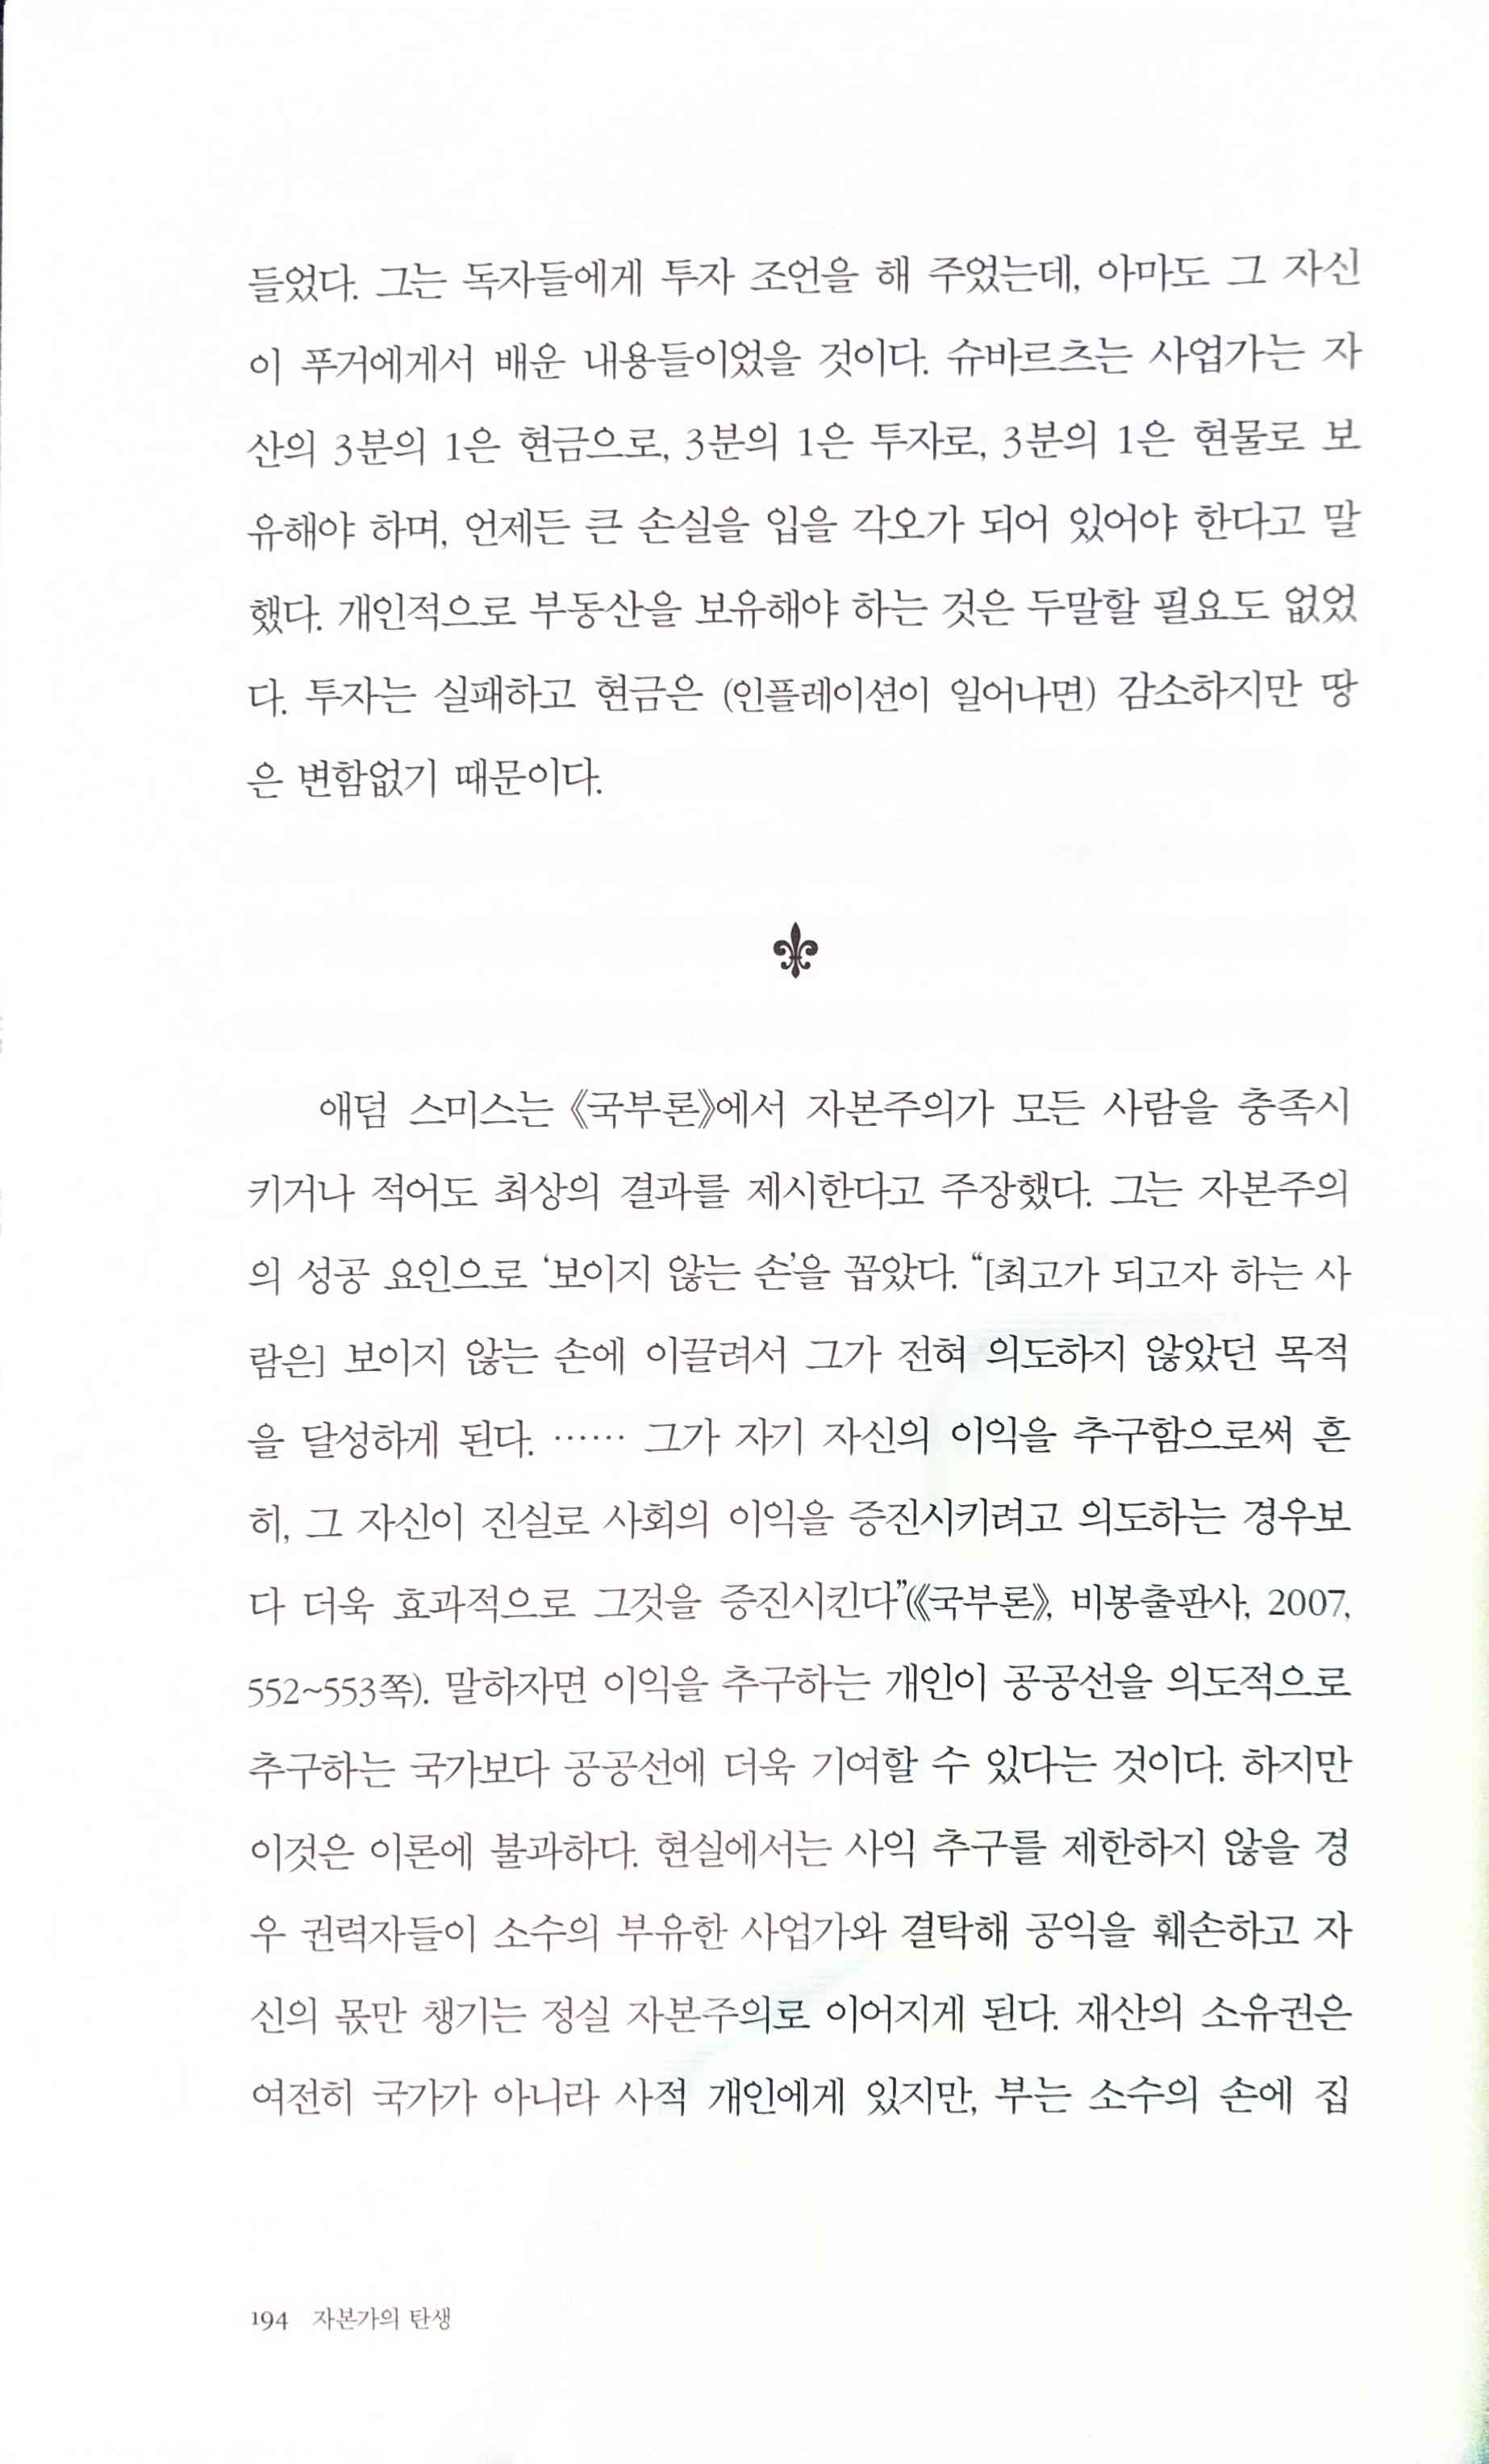 들었다. 그는 독자들에게 투자 조언을 해 주었는데, 아마도 그 자신
이 푸거에게서 배운 내용들이었을 것이다. 슈바르츠는 사업가는 자
산의 3분의 1은 현금으로, 3분의 1은 투자로, 3분의 1은 현물로 보
유해야 하며, 언제든 큰 손실을 입을 각오가 되어 있어야 한다고 말
했다. 개인적으로 부동산을 보유해야 하는 것은 두말할 필요도 없었
다. 투자는 실패하고 현금은 (인플레이션이 일어나면) 감소하지만 땅
은 변함없기 때문이다.
애덤 스미스는 《국부론》에서 자본주의가 모든 사람을 충족시
키거나 적어도 최상의 결과를 제시한다고 주장했다. 그는 자본주의
의 성공 요인으로 ‘보이지 않는 손’을 꼽았다. “[최고가 되고자 하는 사
람은] 보이지 않는 손에 이끌려서 그가 전혀 의도하지 않았던 목적
을 달성하게 된다. …… 그가 자기 자신의 이익을 추구함으로써 흔
히, 그 자신이 진실로 사회의 이익을 증진시키려고 의도하는 경우보
다 더욱 효과적으로 그것을 증진시킨다”(《국부론》, 비봉출판사, 2007,
552~553쪽). 말하자면 이익을 추구하는 개인이 공공선을 의도적으로
추구하는 국가보다 공공선에 더욱 기여할 수 있다는 것이다. 하지만
이것은 이론에 불과하다. 현실에서는 사익 추구를 제한하지 않을 경
우 권력자들이 소수의 부유한 사업가와 결탁해 공익을 훼손하고 자
신의 몫만 챙기는 정실 자본주의로 이어지게 된다. 재산의 소유권은
여전히 국가가 아니라 사적 개인에게 있지만, 부는 소수의 손에 집
194 자본가의 탄생